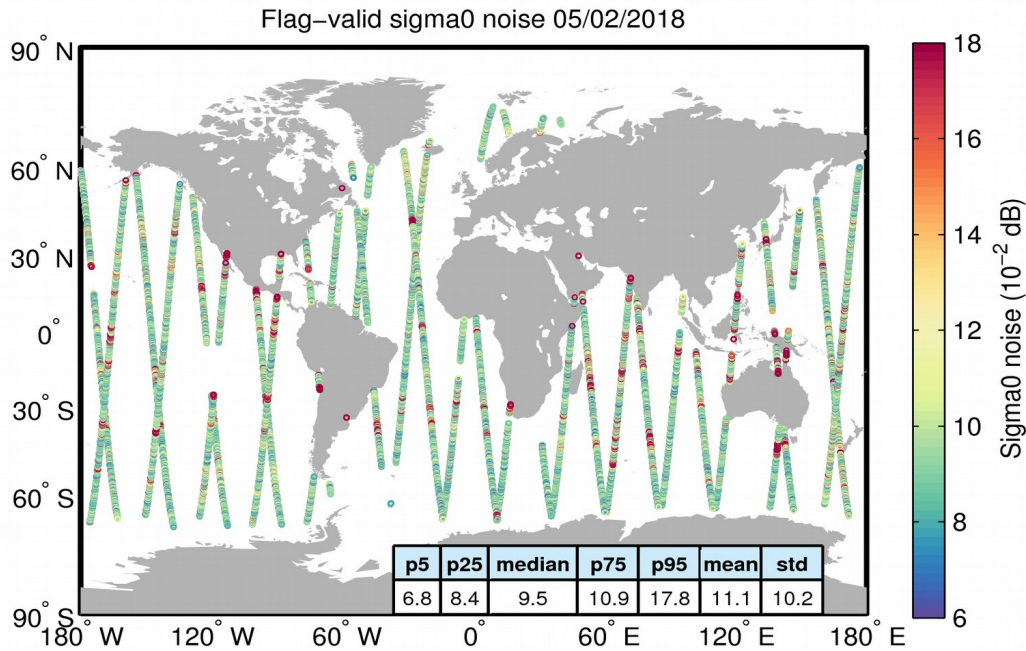 Flag−valid sigma0 noise 05/02/2018
90° N
60° N
30° N
0°
30° S
60° S
90° S
180° W
120° W
60° W
0°
60° E
120° E
180° E
p5 p25 median p75 p95 mean std
6.8 8.4 9.5 10.9 17.8 11.1 10.2
18
16
14
12
10
8
6
Sigma0 noise (10⁻² dB)